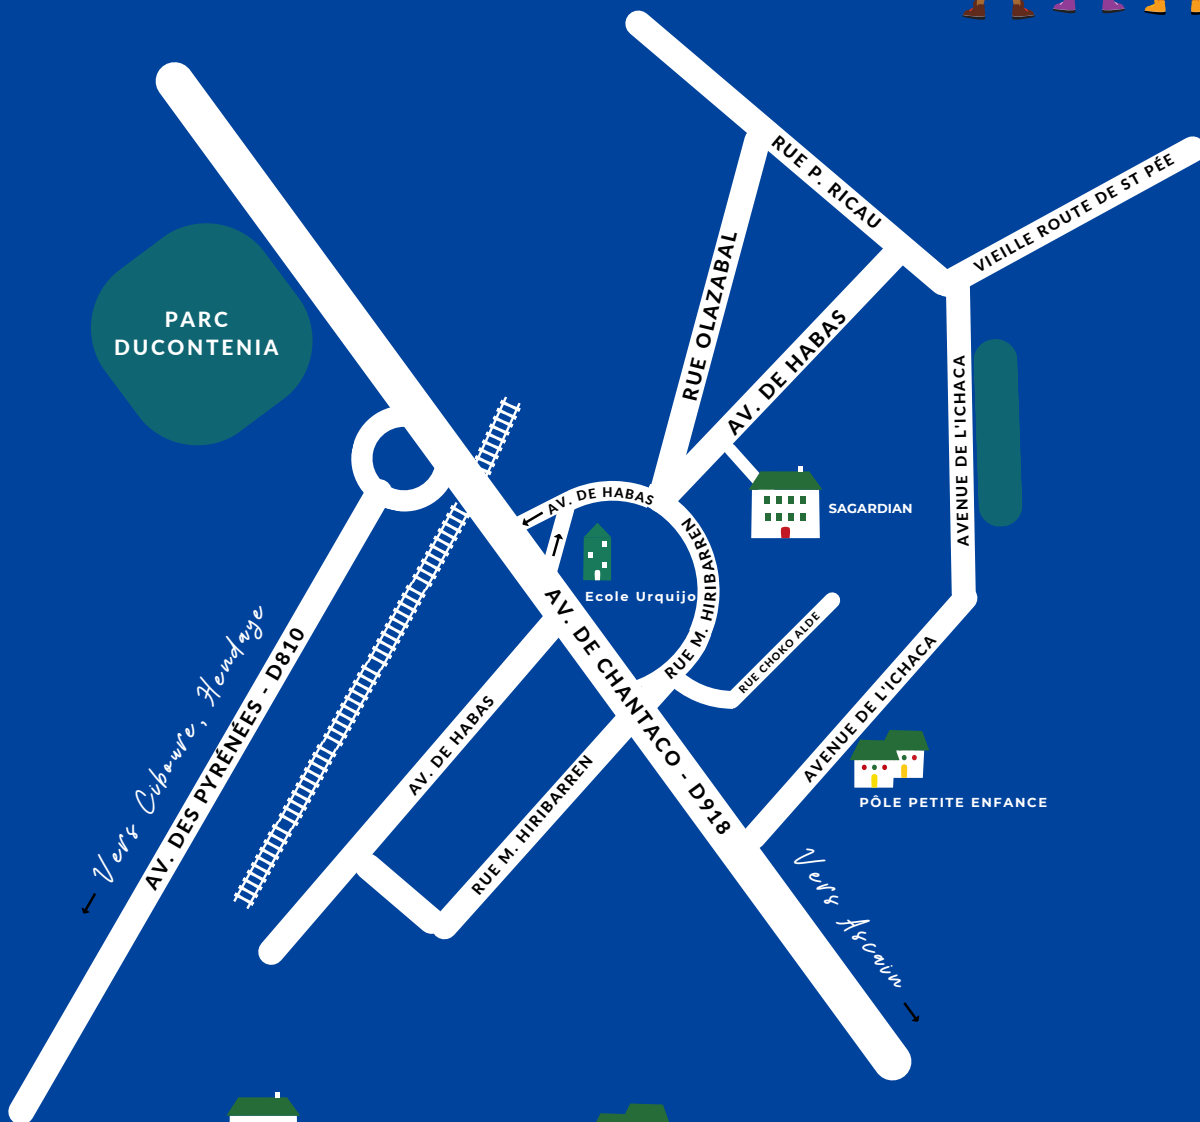 RUE P. RICAU
VIEILLE ROUTE DE ST PÉE
RUE OLAZABAL
AV. DE HABAS
PARC
DUCONTENIA
AVENUE DE L'ICHACA
AV. DE HABAS
SAGARDIAN
RUE M. HIRIBARREN
Ecole Urquijo
AV. DE CHANTACO - D918
RUE CHOKO ALDE
Vers Ciboure, Hendaye
AV. DES PYRÉNÉES - D810
AV. DE HABAS
AVENUE DE L'ICHACA
RUE M. HIRIBARREN
PÔLE PETITE ENFANCE
Vers Ascain